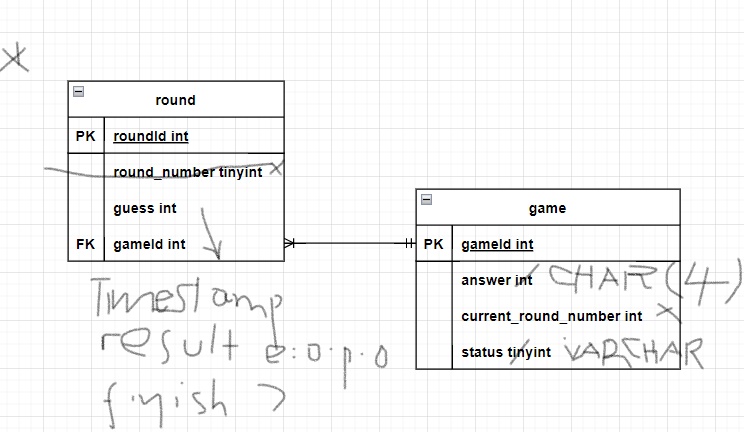 round
PK roundId int
round_number tinyint x
guess int
FK gameId int
Timestamp
result e:0.p.0
finish
game
PK gameId int
answer int CHAR(4)
current_round_number int x
status tinyint VARCHAR